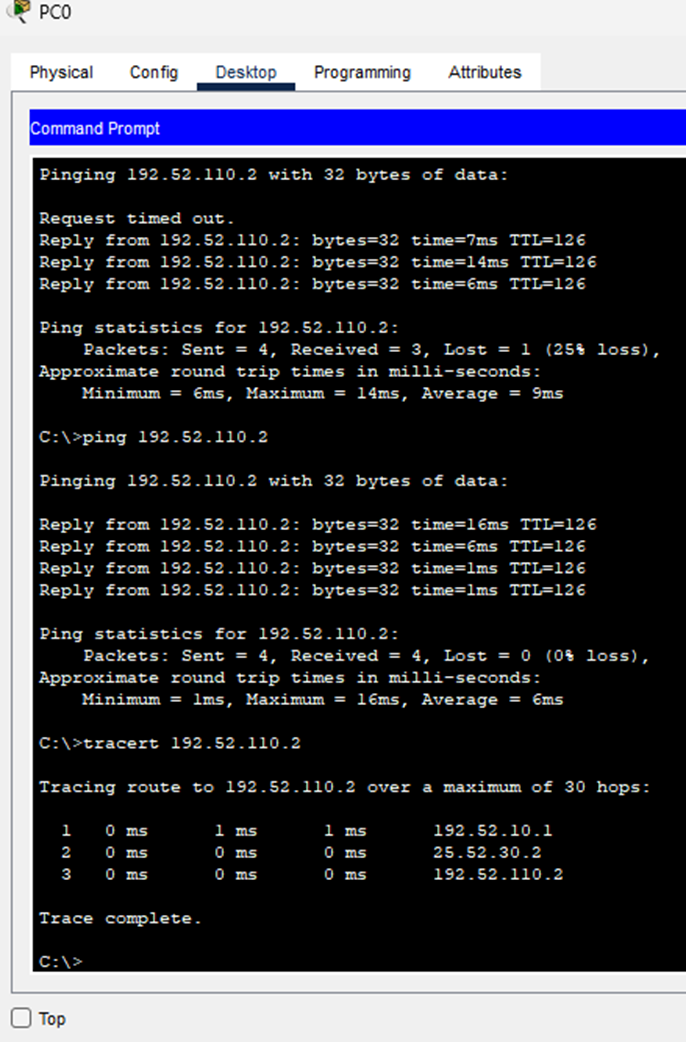 PC0
Physical Config Desktop Programming Attributes
Command Prompt
Pinging 192.52.110.2 with 32 bytes of data:
Request timed out.
Reply from 192.52.110.2: bytes=32 time=7ms TTL=126
Reply from 192.52.110.2: bytes=32 time=14ms TTL=126
Reply from 192.52.110.2: bytes=32 time=6ms TTL=126
Ping statistics for 192.52.110.2:
Packets: Sent = 4, Received = 3, Lost = 1 (25% loss),
Approximate round trip times in milli-seconds:
Minimum = 6ms, Maximum = 14ms, Average = 9ms
C:\>ping 192.52.110.2
Pinging 192.52.110.2 with 32 bytes of data:
Reply from 192.52.110.2: bytes=32 time=16ms TTL=126
Reply from 192.52.110.2: bytes=32 time=6ms TTL=126
Reply from 192.52.110.2: bytes=32 time=1ms TTL=126
Reply from 192.52.110.2: bytes=32 time=1ms TTL=126
Ping statistics for 192.52.110.2:
Packets: Sent = 4, Received = 4, Lost = 0 (0% loss),
Approximate round trip times in milli-seconds:
Minimum = 1ms, Maximum = 16ms, Average = 6ms
C:\>tracert 192.52.110.2
Tracing route to 192.52.110.2 over a maximum of 30 hops:
1 0 ms 1 ms 1 ms 192.52.10.1
2 0 ms 0 ms 0 ms 25.52.30.2
3 0 ms 0 ms 0 ms 192.52.110.2
Trace complete.
C:\>
Top